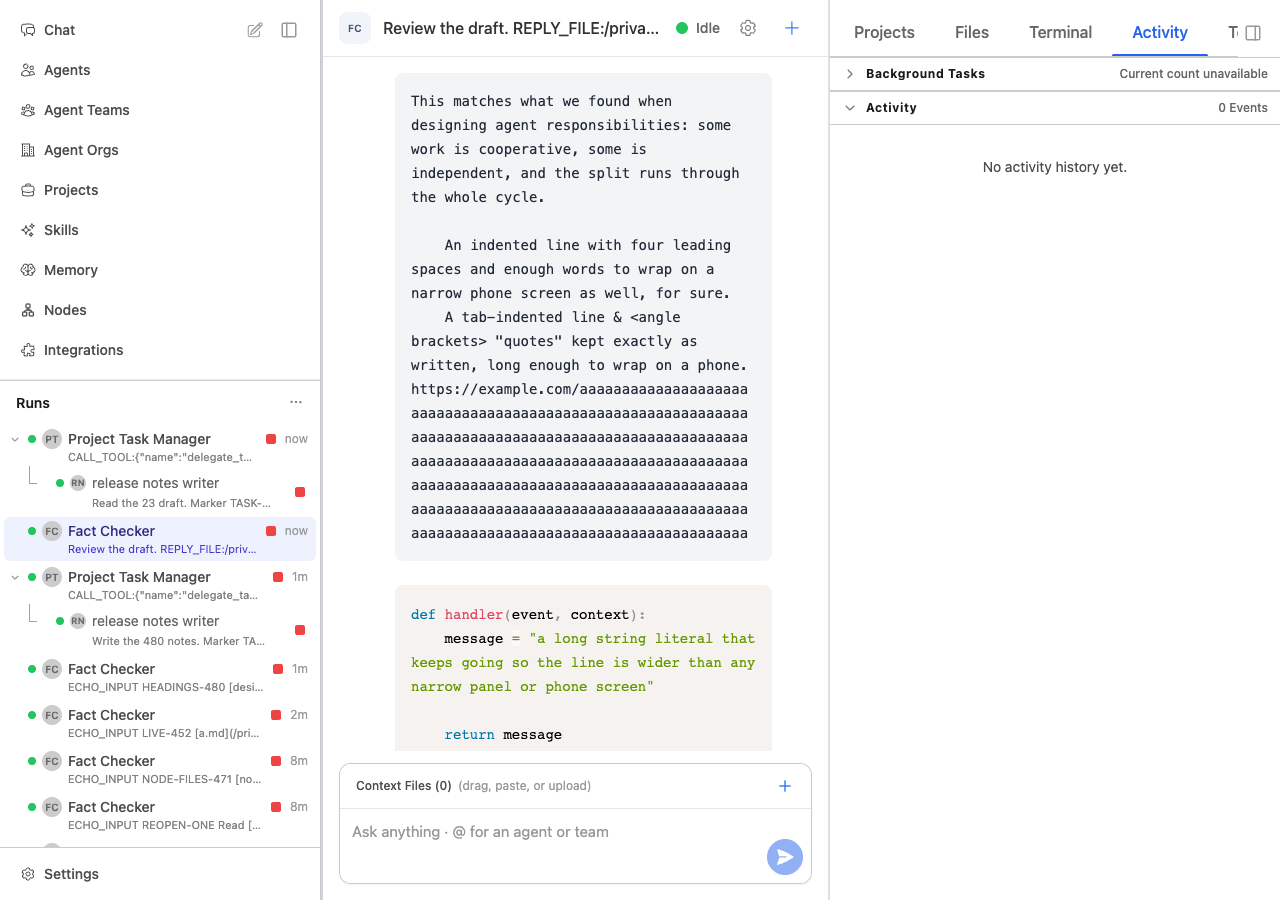 Chat
Agents
Agent Teams
Agent Orgs
Projects
Skills
Memory
Nodes
Integrations
Runs
PT Project Task Manager now
CALL_TOOL:{"name":"delegate_t...
RN release notes writer
Read the 23 draft. Marker TASK-...
FC Fact Checker now
Review the draft. REPLY_FILE:/priv...
PT Project Task Manager 1m
CALL_TOOL:{"name":"delegate_ta...
RN release notes writer
Write the 480 notes. Marker TA...
FC Fact Checker 1m
ECHO_INPUT HEADINGS-480 [desi...
FC Fact Checker 2m
ECHO_INPUT LIVE-452 [a.md](/pri...
FC Fact Checker 8m
ECHO_INPUT NODE-FILES-471 [no...
FC Fact Checker 8m
ECHO_INPUT REOPEN-ONE Read [...
Settings
FC Review the draft. REPLY_FILE:/priva... Idle
This matches what we found when
designing agent responsibilities: some
work is cooperative, some is
independent, and the split runs through
the whole cycle.
    An indented line with four leading
spaces and enough words to wrap on a
narrow phone screen as well, for sure.
    A tab-indented line & <angle
brackets> "quotes" kept exactly as
written, long enough to wrap on a phone.
https://example.com/aaaaaaaaaaaaaaaaaaaa
aaaaaaaaaaaaaaaaaaaaaaaaaaaaaaaaaaaaaaaa
aaaaaaaaaaaaaaaaaaaaaaaaaaaaaaaaaaaaaaaa
aaaaaaaaaaaaaaaaaaaaaaaaaaaaaaaaaaaaaaaa
aaaaaaaaaaaaaaaaaaaaaaaaaaaaaaaaaaaaaaaa
aaaaaaaaaaaaaaaaaaaaaaaaaaaaaaaaaaaaaaaa
aaaaaaaaaaaaaaaaaaaaaaaaaaaaaaaaaaaaaaaa
def handler(event, context):
    message = "a long string literal that
keeps going so the line is wider than any
narrow panel or phone screen"
    return message
Context Files (0) (drag, paste, or upload)
Ask anything · @ for an agent or team
Projects Files Terminal Activity
Background Tasks Current count unavailable
Activity 0 Events
No activity history yet.